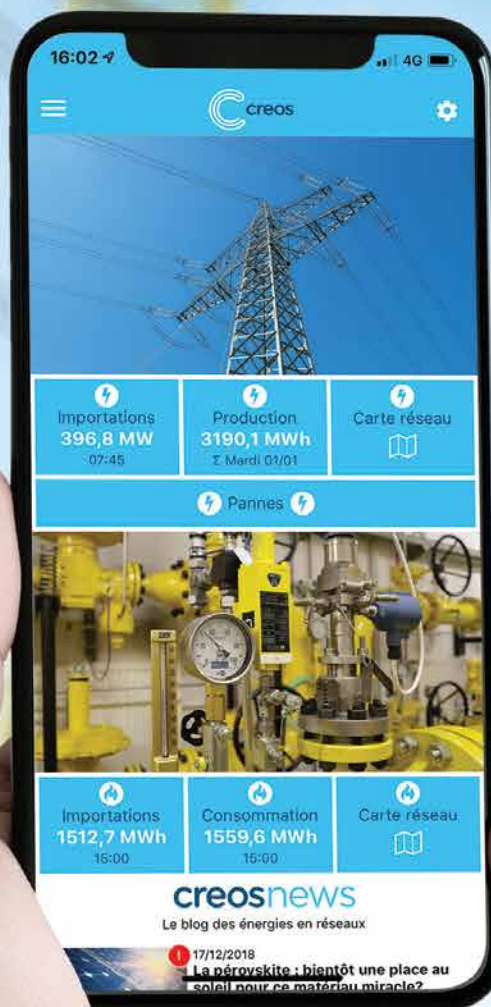 16:02
4G
creos
Importations
396,8 MW
07:45
Production
3190,1 MWh
Σ Mardi 01/01
Carte réseau
Pannes
Importations
1512,7 MWh
15:00
Consommation
1559,6 MWh
15:00
Carte réseau
creosnews
Le blog des énergies en réseaux
17/12/2018
La pérovskite : bientôt une place au
soleil pour ce matériau miracle?